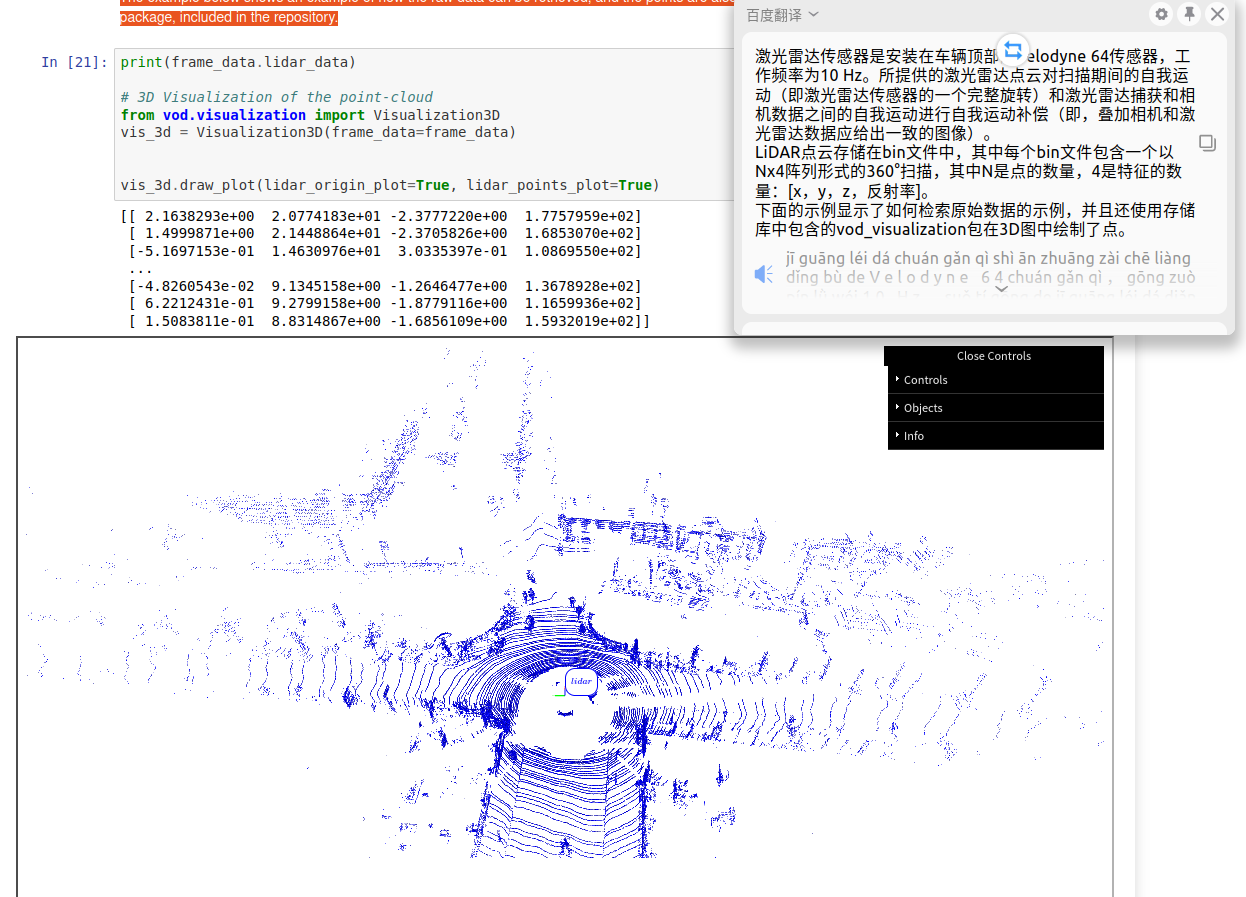 package, included in the repository.
In [21]:
print(frame_data.lidar_data)
# 3D Visualization of the point-cloud
from vod.visualization import Visualization3D
vis_3d = Visualization3D(frame_data=frame_data)
vis_3d.draw_plot(lidar_origin_plot=True, lidar_points_plot=True)
[[ 2.1638293e+00 2.0774183e+01 -2.3777220e+00 1.7757959e+02]
[ 1.4999871e+00 2.1448864e+01 -2.3705826e+00 1.6853070e+02]
[-5.1697153e-01 1.4630976e+01 3.0335397e-01 1.0869550e+02]
...
[-4.8260543e-02 9.1345158e+00 -1.2646477e+00 1.3678928e+02]
[ 6.2212431e-01 9.2799158e+00 -1.8779116e+00 1.1659936e+02]
[ 1.5083811e-01 8.8314867e+00 -1.6856109e+00 1.5932019e+02]]
百度翻译
激光雷达传感器是安装在车辆顶部 elodyne 64传感器，工
作频率为10 Hz。所提供的激光雷达点云对扫描期间的自我运
动（即激光雷达传感器的一个完整旋转）和激光雷达捕获和相
机数据之间的自我运动进行自我运动补偿（即，叠加相机和激
光雷达数据应给出一致的图像）。
LiDAR点云存储在bin文件中，其中每个bin文件包含一个以
Nx4阵列形式的360°扫描，其中N是点的数量，4是特征的数
量：[x，y，z，反射率]。
下面的示例显示了如何检索原始数据的示例，并且还使用存储
库中包含的vod_visualization包在3D图中绘制了点。
jī guāng léi dá chuán gǎn qì shì ān zhuāng zài chē liàng
dǐng bù de V e l o d y n e 6 4 chuán gǎn qì ， gōng zuò
Close Controls
Controls
Objects
Info
lidar